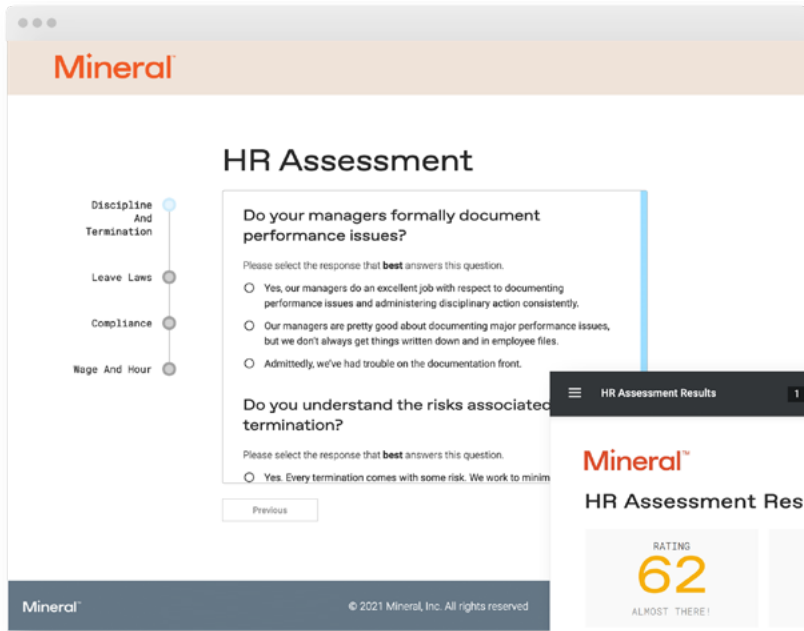 Mineral™
HR Assessment
Discipline
And
Termination
Leave Laws
Compliance
Wage And Hour
Do your managers formally document
performance issues?
Please select the response that best answers this question.
Yes, our managers do an excellent job with respect to documenting
performance issues and administering disciplinary action consistently.
Our managers are pretty good about documenting major performance issues,
but we don't always get things written down and in employee files.
Admittedly, we've had trouble on the documentation front.
Do you understand the risks associated
termination?
Please select the response that best answers this question.
Yes. Every termination comes with some risk. We work to minim
Previous
Mineral™
© 2021 Mineral, Inc. All rights reserved
HR Assessment Results
1
Mineral™
HR Assessment Res
RATING
62
ALMOST THERE!